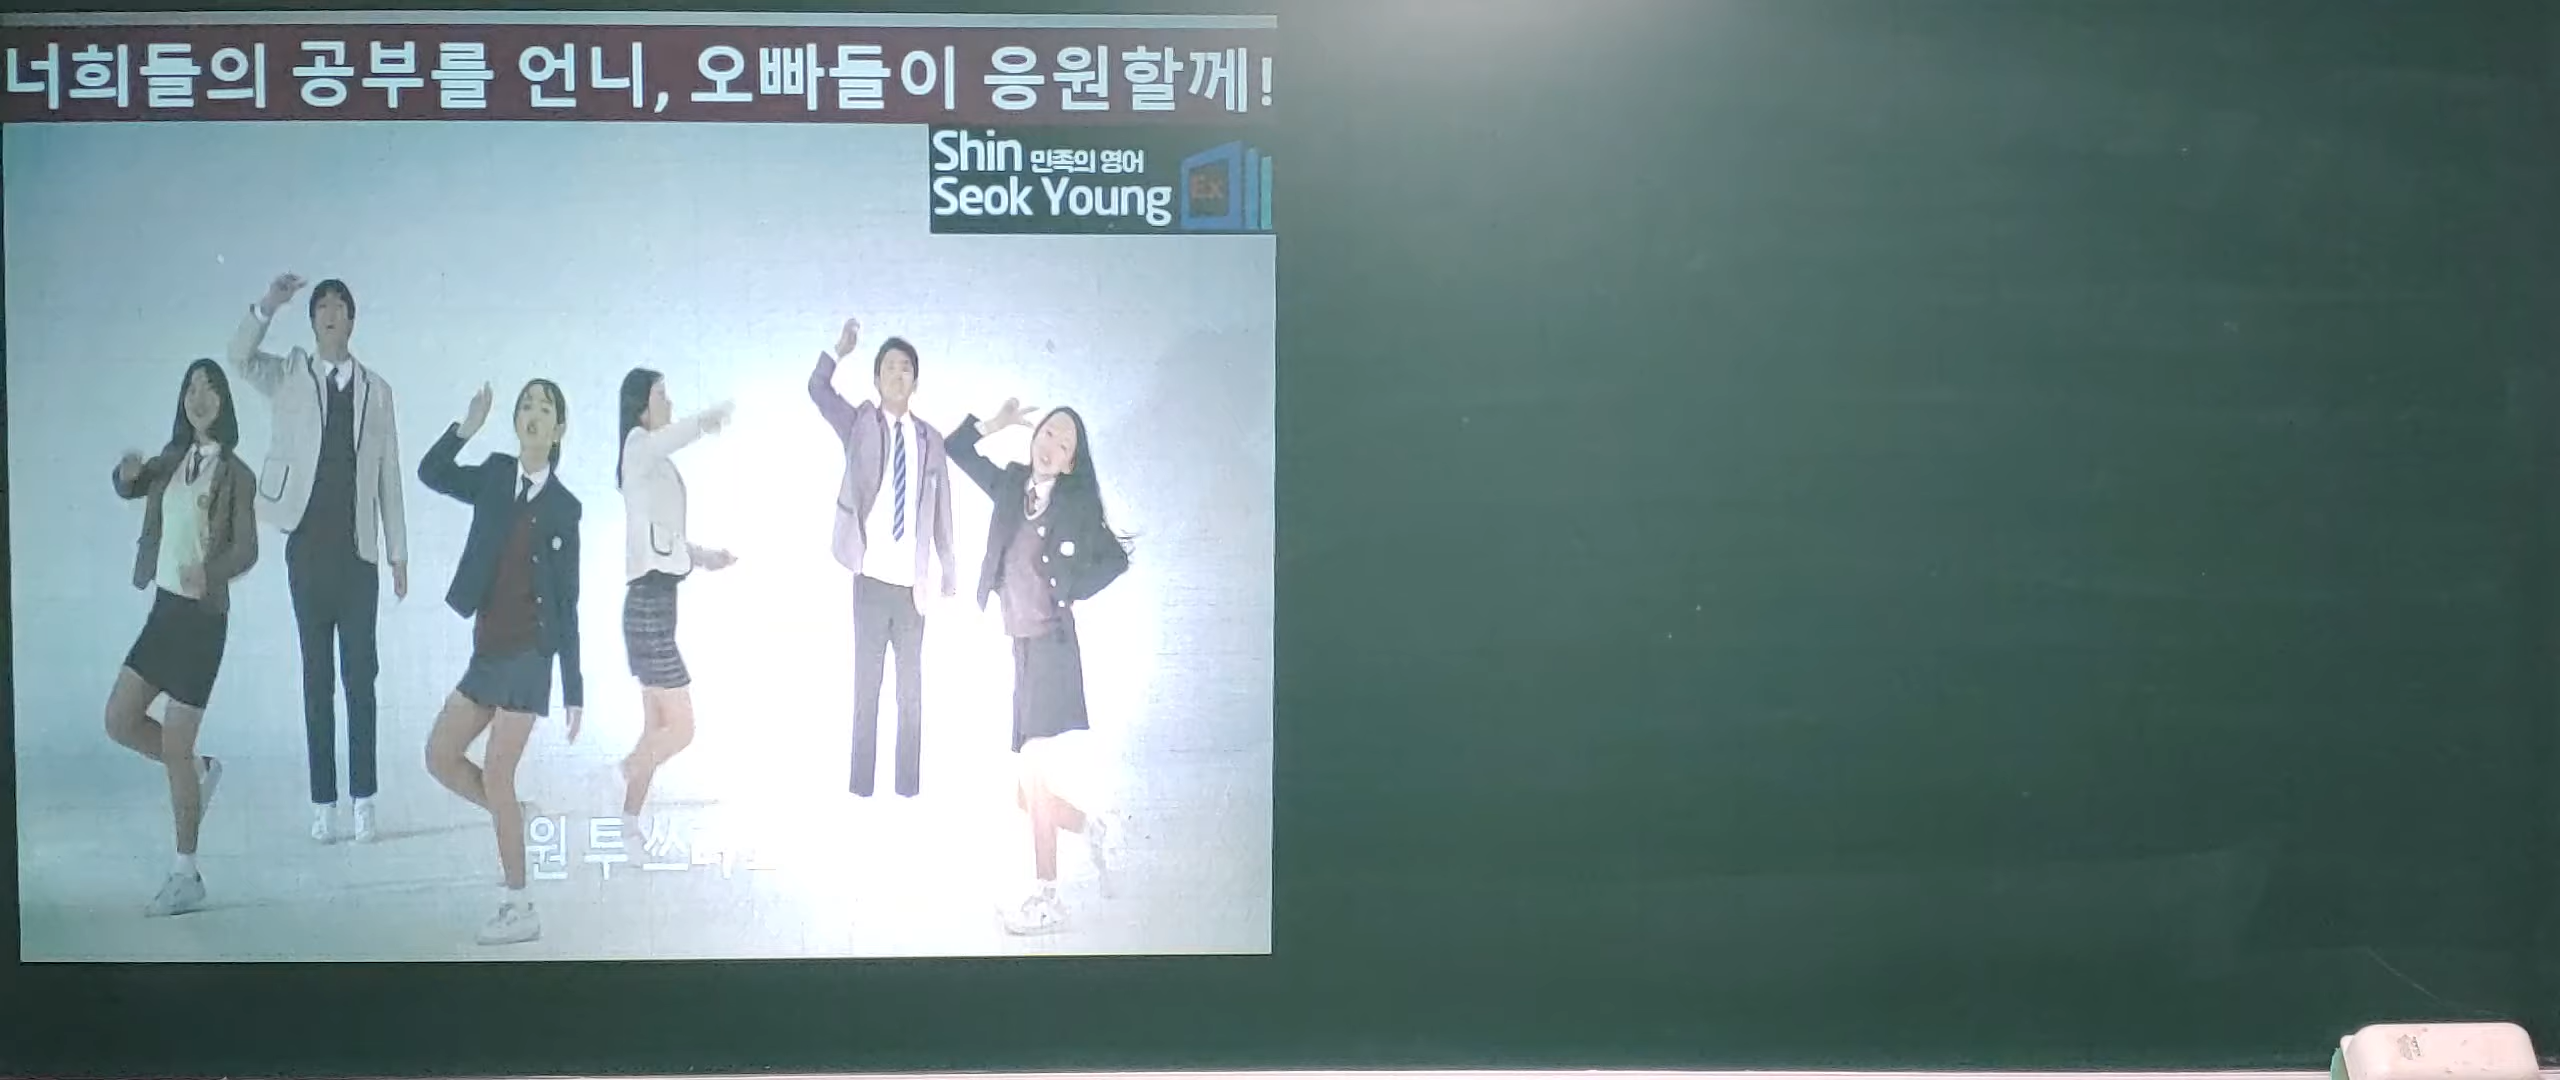 너희들의 공부를 언니, 오빠들이 응원할께!
Shin 민족의 영어
Seok Young
Ex
원 투 쓰